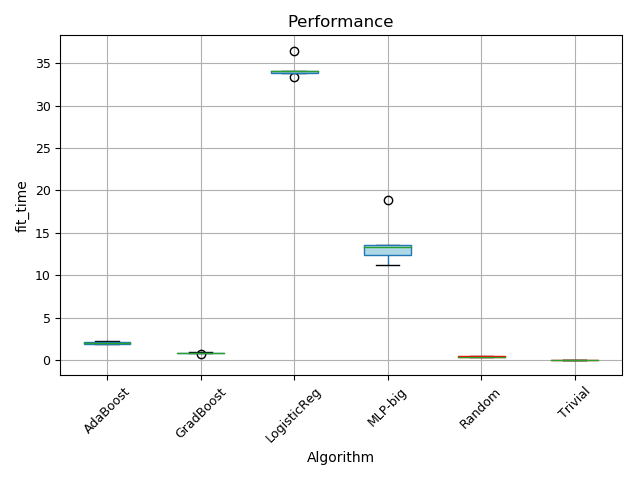 Performance
fit_time
35
30
25
20
15
10
5
0
AdaBoost
GradBoost
LogisticReg
MLP-big
Random
Trivial
Algorithm